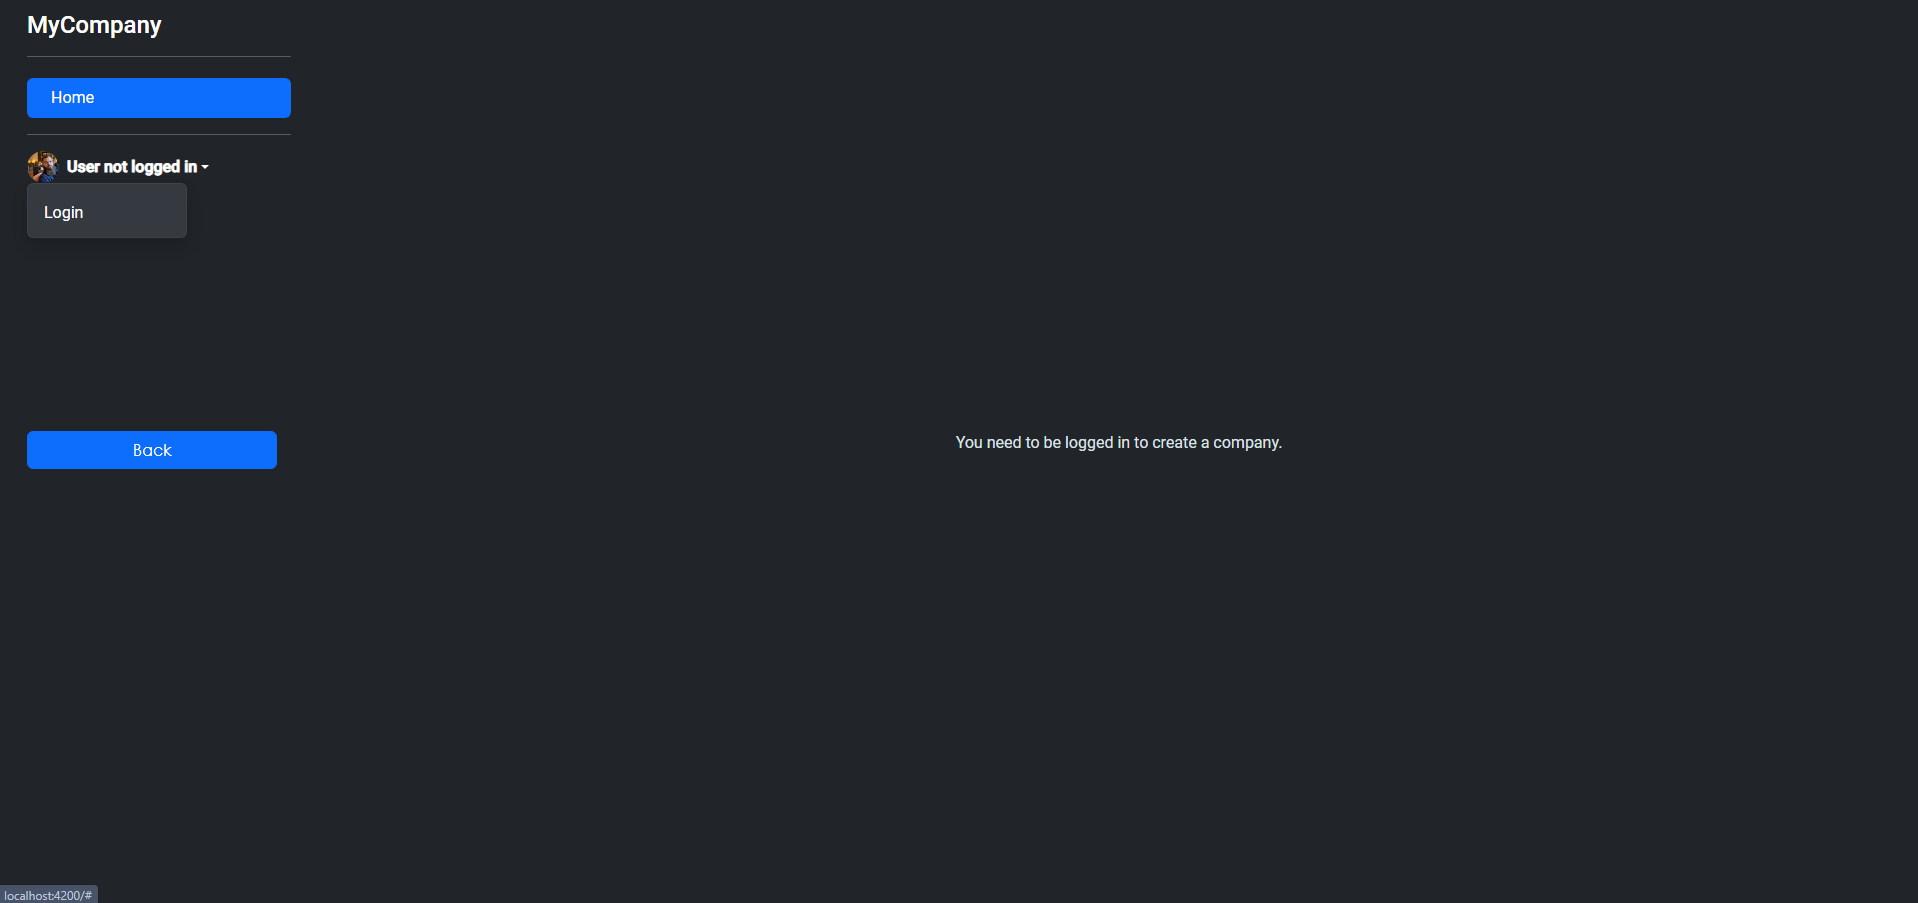 MyCompany
Home
User not logged in
Login
Back
You need to be logged in to create a company.
localhost:4200/#